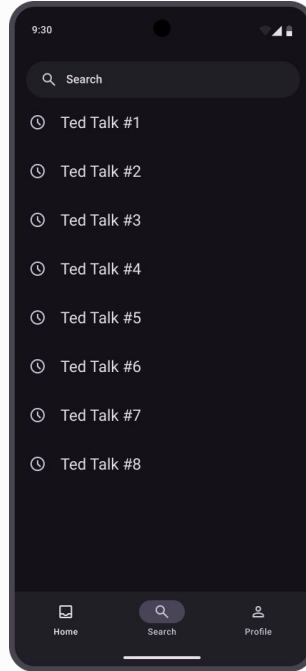 9:30
Search
Ted Talk #1
Ted Talk #2
Ted Talk #3
Ted Talk #4
Ted Talk #5
Ted Talk #6
Ted Talk #7
Ted Talk #8
Home Search Profile